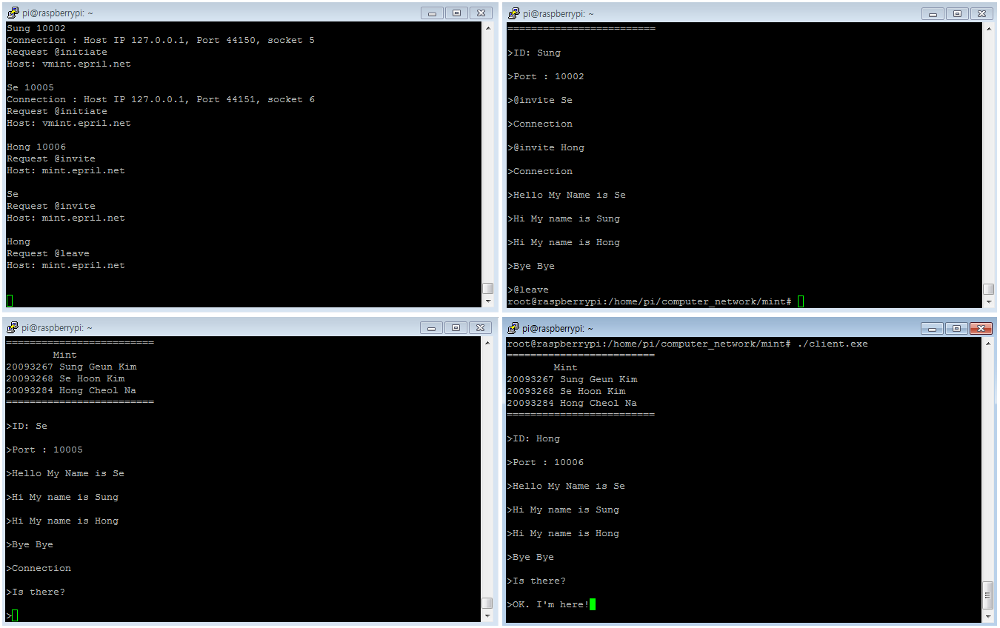 pi@raspberrypi: ~
Sung 10002
Connection : Host IP 127.0.0.1, Port 44150, socket 5
Request @initiate
Host: vmint.epril.net
Se 10005
Connection : Host IP 127.0.0.1, Port 44151, socket 6
Request @initiate
Host: vmint.epril.net
Hong 10006
Request @invite
Host: mint.epril.net
Se
Request @invite
Host: mint.epril.net
Hong
Request @leave
Host: mint.epril.net
pi@raspberrypi: ~
=========================
>ID: Sung
>Port : 10002
>@invite Se
>Connection
>@invite Hong
>Connection
>Hello My Name is Se
>Hi My name is Sung
>Hi My name is Hong
>Bye Bye
>@leave
root@raspberrypi:/home/pi/computer_network/mint#
pi@raspberrypi: ~
=========================
Mint
20093267 Sung Geun Kim
20093268 Se Hoon Kim
20093284 Hong Cheol Na
=========================
>ID: Se
>Port : 10005
>Hello My Name is Se
>Hi My name is Sung
>Hi My name is Hong
>Bye Bye
>Connection
>Is there?
>
pi@raspberrypi: ~
root@raspberrypi:/home/pi/computer_network/mint# ./client.exe
=========================
Mint
20093267 Sung Geun Kim
20093268 Se Hoon Kim
20093284 Hong Cheol Na
=========================
>ID: Hong
>Port : 10006
>Hello My Name is Se
>Hi My name is Sung
>Hi My name is Hong
>Bye Bye
>Is there?
>OK. I'm here!